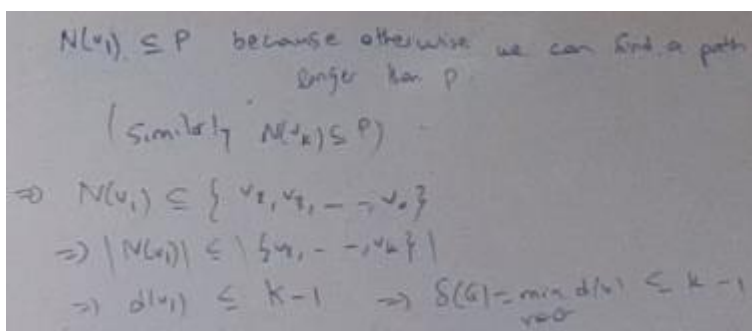 N(v₁) ⊆ P because otherwise we can find a path
longer than P.
(Similarly N(vₖ) ⊆ P)
⇒ N(v₁) ⊆ { v₂, v₃, - - , vₖ}
⇒ |N(v₁)| ≤ |{v₂, - - , vₖ}|
⇒ d(v₁) ≤ k-1 ⇒ δ(G) = min d(v) ≤ k-1
v∈G